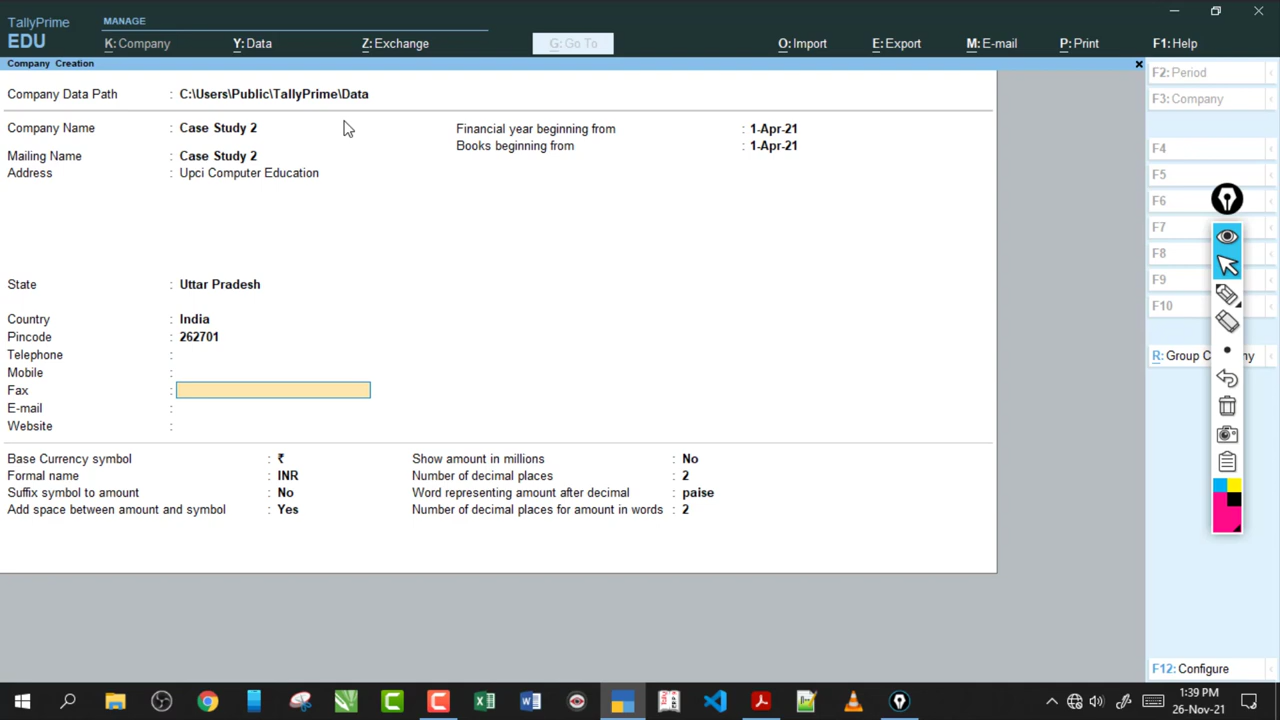 TallyPrime
EDU
MANAGE
K: Company
Y: Data
Z: Exchange
G: Go To
O: Import
E: Export
M: E-mail
P: Print
F1: Help
Company Creation
×
F2: Period
F3: Company
F4
F5
F6
F7
F8
F9
F10
R: Group C ny
F12: Configure
Company Data Path : C:\Users\Public\TallyPrime\Data
Company Name : Case Study 2
Financial year beginning from : 1-Apr-21
Books beginning from : 1-Apr-21
Mailing Name : Case Study 2
Address : Upci Computer Education
State : Uttar Pradesh
Country : India
Pincode : 262701
Telephone :
Mobile :
Fax :
E-mail :
Website :
Base Currency symbol : ₹
Formal name : INR
Suffix symbol to amount : No
Add space between amount and symbol : Yes
Show amount in millions : No
Number of decimal places : 2
Word representing amount after decimal : paise
Number of decimal places for amount in words : 2
1:39 PM
26-Nov-21